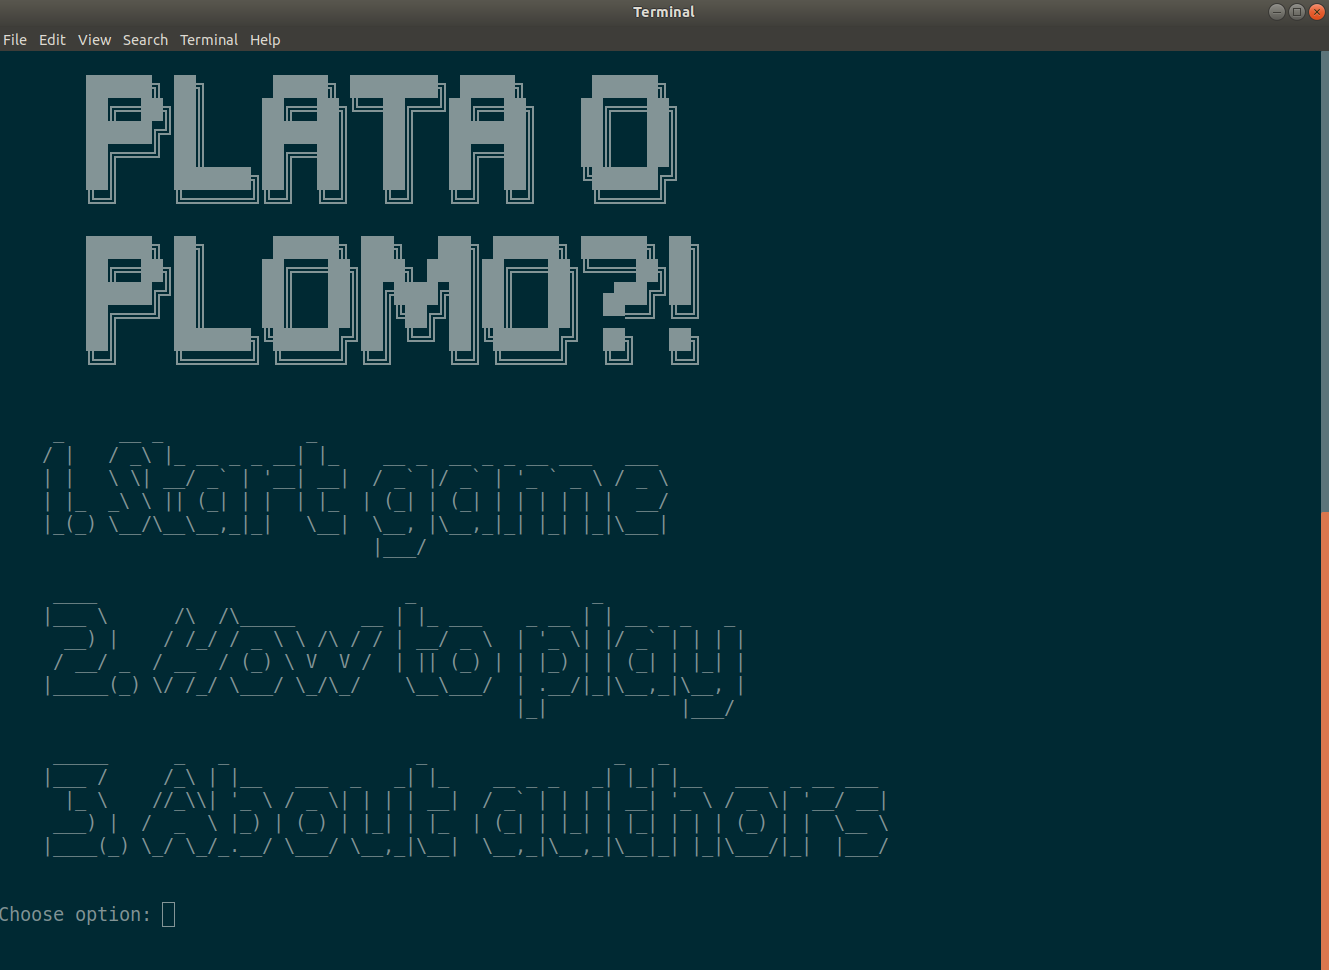 Terminal
File Edit View Search Terminal Help
PLATA O
PLOMO?!
1. Start game
2. How to play
3. About authors
Choose option: